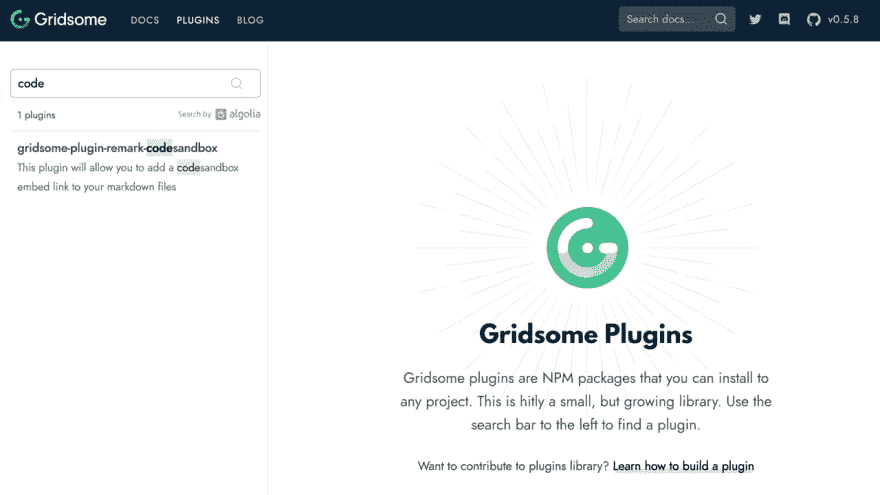 Gridsome DOCS PLUGINS BLOG Search docs... v0.5.8
code
1 plugins Search by algolia
gridsome-plugin-remark-codesandbox
This plugin will allow you to add a codesandbox
embed link to your markdown files
Gridsome Plugins
Gridsome plugins are NPM packages that you can install to
any project. This is hitly a small, but growing library. Use the
search bar to the left to find a plugin.
Want to contribute to plugins library? Learn how to build a plugin